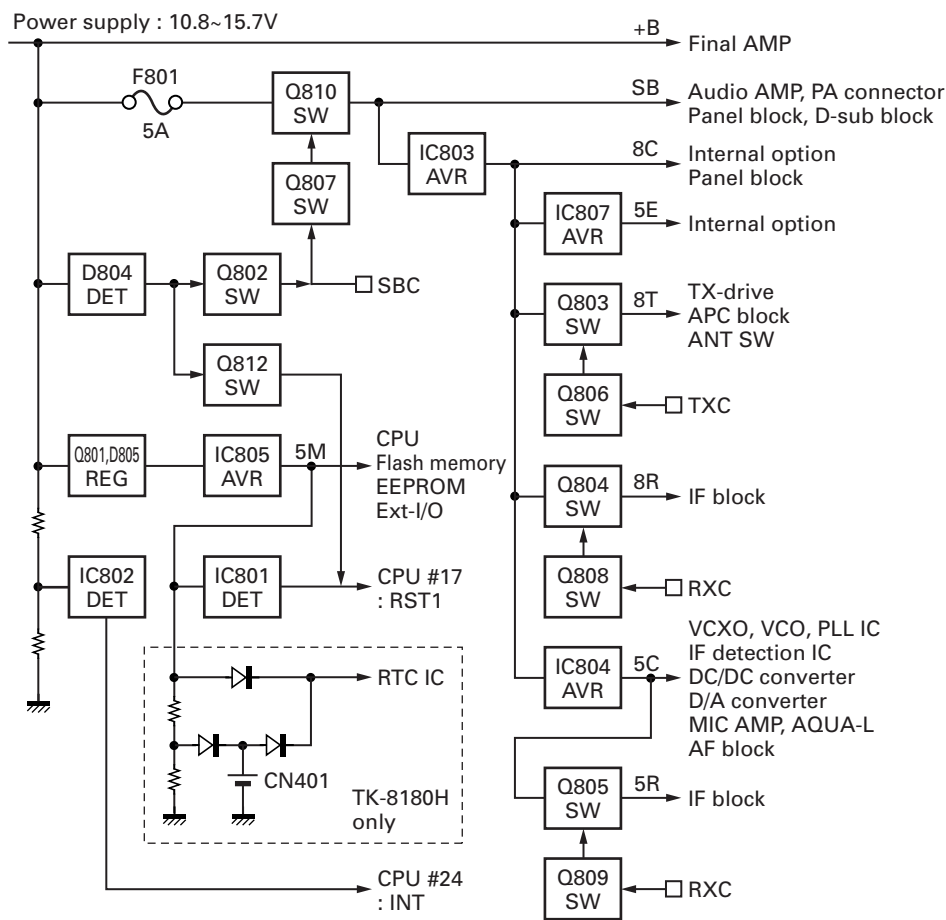 Power supply : 10.8~15.7V
+B
Final AMP
F801
5A
Q810
SW
SB
Audio AMP, PA connector
Panel block, D-sub block
Q807
SW
IC803
AVR
8C
Internal option
Panel block
IC807
AVR
5E
Internal option
D804
DET
Q802
SW
SBC
Q803
SW
8T
TX-drive
APC block
ANT SW
Q812
SW
Q806
SW
TXC
Q801,D805
REG
IC805
AVR
5M
CPU
Flash memory
EEPROM
Ext-I/O
Q804
SW
8R
IF block
IC802
DET
IC801
DET
CPU #17
: RST1
Q808
SW
RXC
RTC IC
IC804
AVR
5C
VCXO, VCO, PLL IC
IF detection IC
DC/DC converter
D/A converter
MIC AMP, AQUA-L
AF block
CN401
TK-8180H
only
Q805
SW
5R
IF block
CPU #24
: INT
Q809
SW
RXC